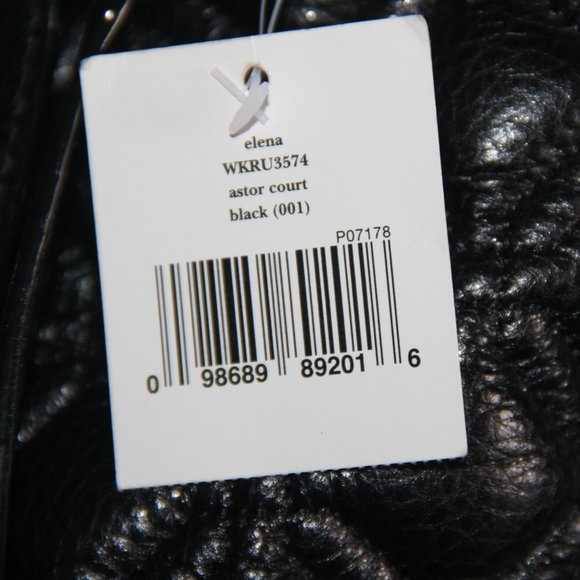 elena
WKRU3574
astor court
black (001)
P07178
0 98689 89201 6